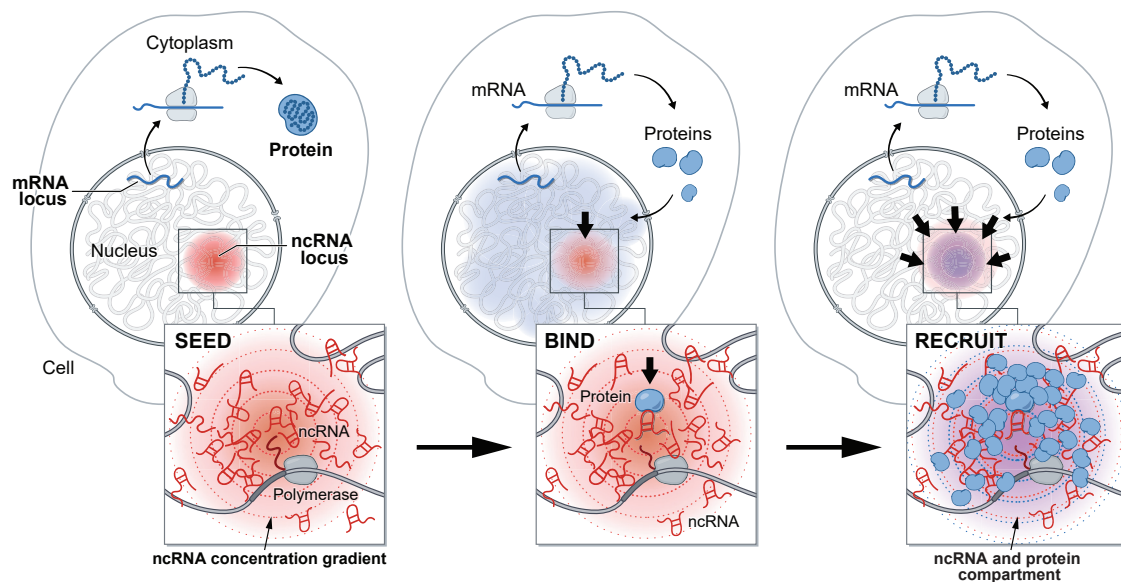 Cytoplasm
Protein
mRNA
locus
Nucleus
ncRNA
locus
Cell
SEED
ncRNA
Polymerase
ncRNA concentration gradient
mRNA
Proteins
BIND
Protein
ncRNA
mRNA
Proteins
RECRUIT
ncRNA and protein
compartment